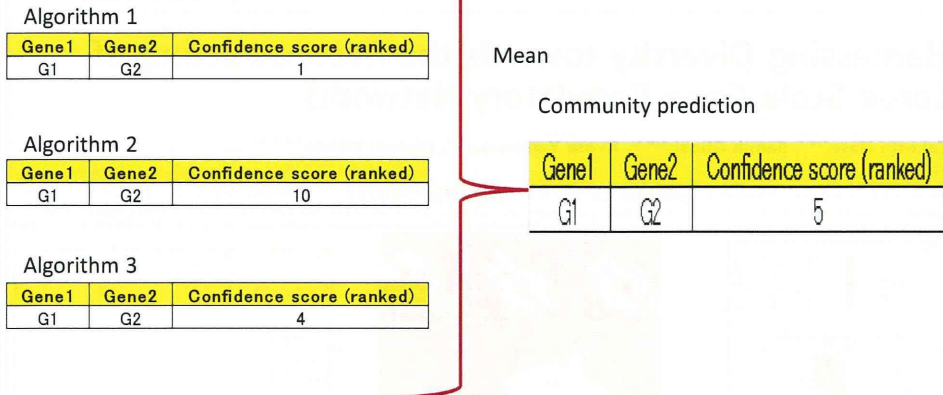 Algorithm 1
Gene1 Gene2 Confidence score (ranked)
G1 G2 1
Algorithm 2
Gene1 Gene2 Confidence score (ranked)
G1 G2 10
Algorithm 3
Gene1 Gene2 Confidence score (ranked)
G1 G2 4
Mean
Community prediction
Gene1 Gene2 Confidence score (ranked)
G1 G2 5